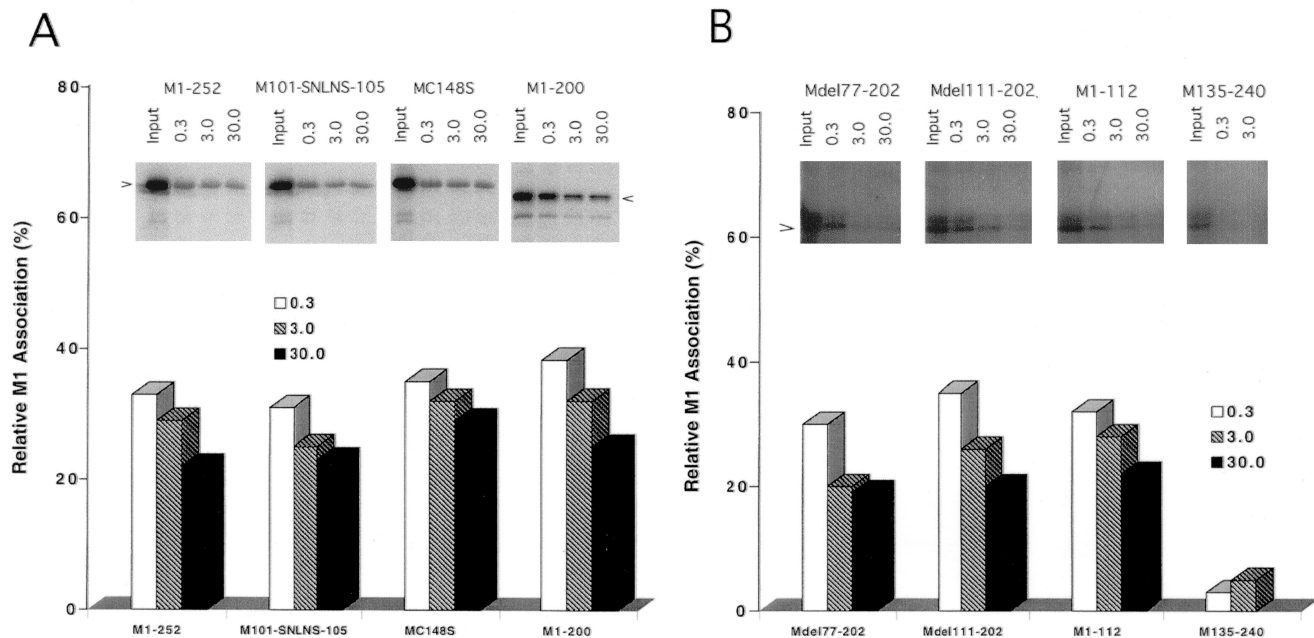 A
M1-252 M101-SNLNS-105 MC148S M1-200
Input 0.3 3.0 30.0 Input 0.3 3.0 30.0 Input 0.3 3.0 30.0 Input 0.3 3.0 30.0
80
60
40
20
0
Relative M1 Association (%)
0.3
3.0
30.0
M1-252 M101-SNLNS-105 MC148S M1-200
B
Mdel77-202 Mdel111-202. M1-112 M135-240
Input 0.3 3.0 30.0 Input 0.3 3.0 30.0 Input 0.3 3.0 30.0 Input 0.3 3.0
80
60
40
20
0
Relative M1 Association (%)
0.3
3.0
30.0
Mdel77-202 Mdel111-202 M1-112 M135-240